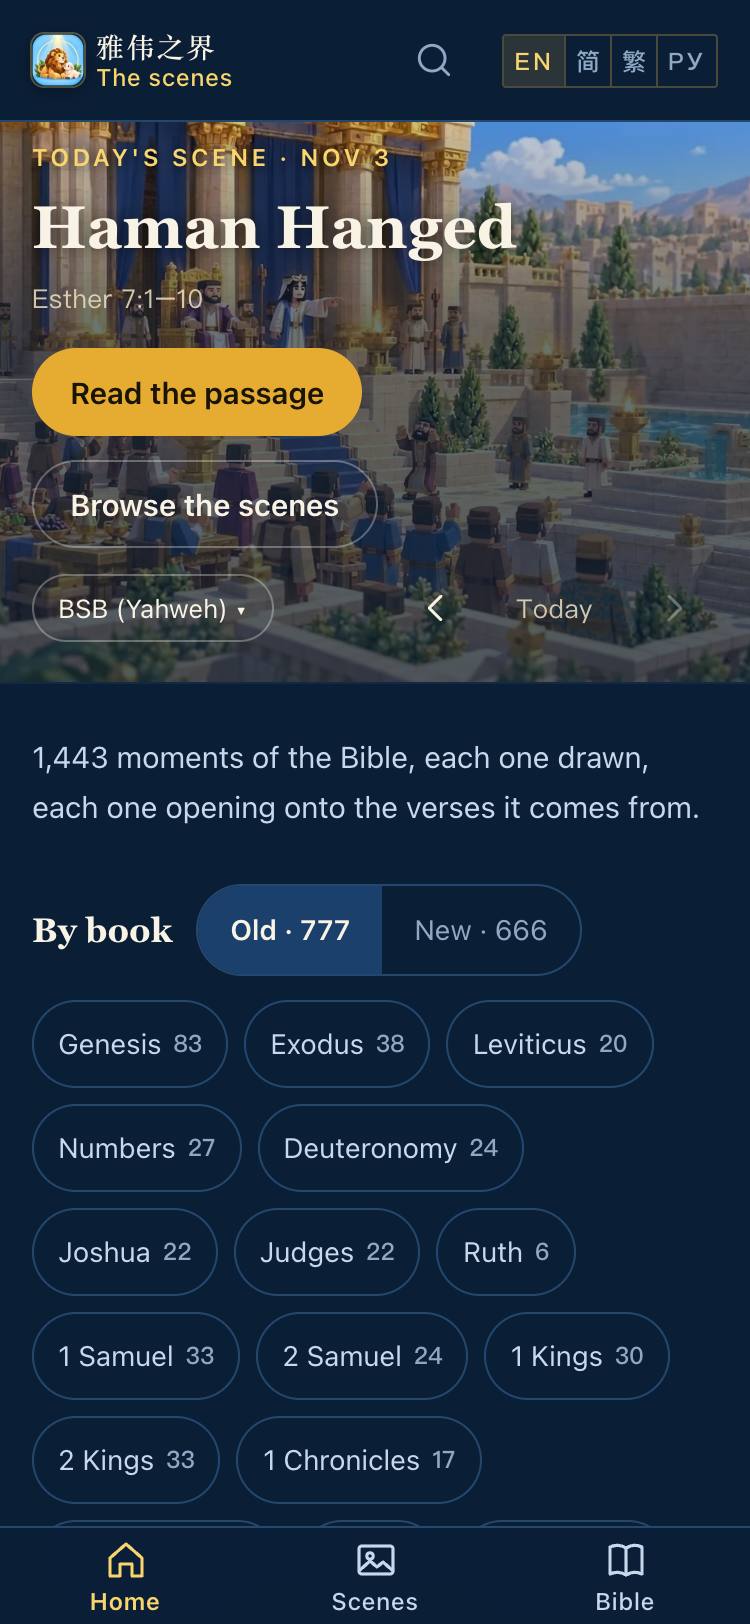 雅伟之界
The scenes
EN 简 繁 РУ
TODAY'S SCENE · NOV 3
Haman Hanged
Esther 7:1–10
Read the passage
Browse the scenes
BSB (Yahweh) ▾
Today
1,443 moments of the Bible, each one drawn,
each one opening onto the verses it comes from.
By book Old · 777 New · 666
Genesis 83 Exodus 38 Leviticus 20
Numbers 27 Deuteronomy 24
Joshua 22 Judges 22 Ruth 6
1 Samuel 33 2 Samuel 24 1 Kings 30
2 Kings 33 1 Chronicles 17
Home Scenes Bible